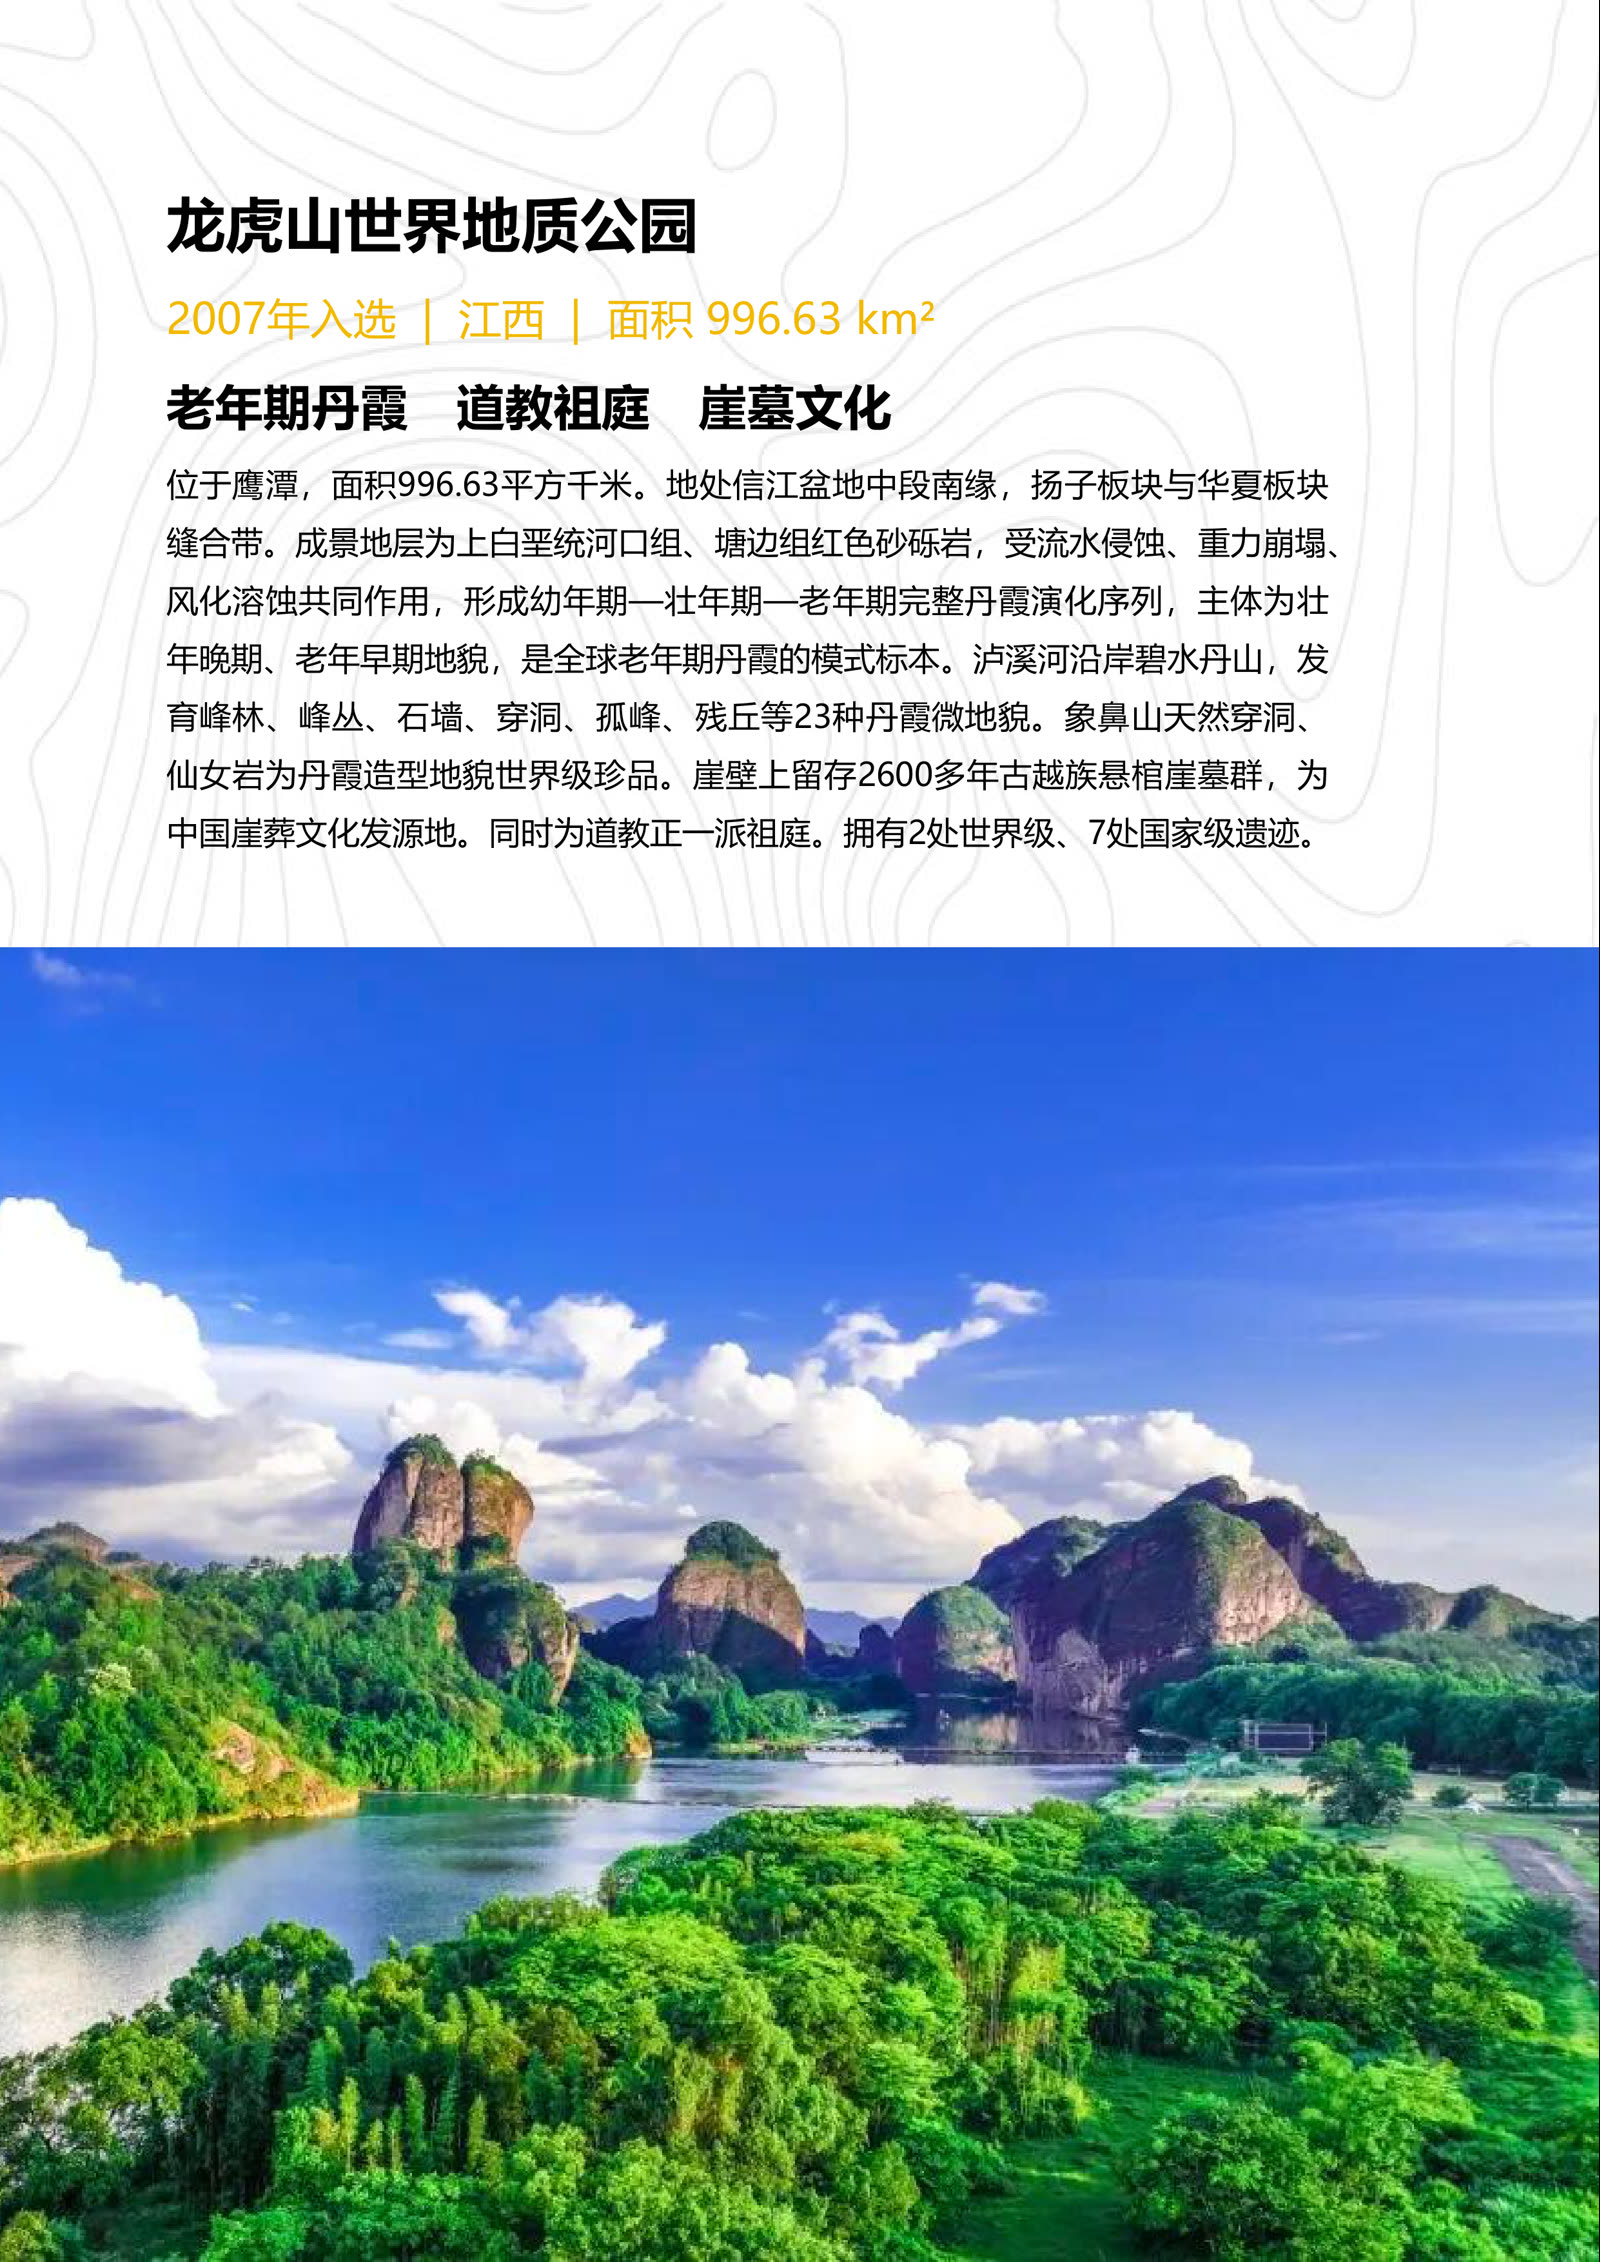 龙虎山世界地质公园
2007年入选 | 江西 | 面积 996.63 km²
老年期丹霞 道教祖庭 崖墓文化
位于鹰潭，面积996.63平方千米。地处信江盆地中段南缘，扬子板块与华夏板块
缝合带。成景地层为上白垩统河口组、塘边组红色砂砾岩，受流水侵蚀、重力崩塌、
风化溶蚀共同作用，形成幼年期—壮年期—老年期完整丹霞演化序列，主体为壮
年晚期、老年早期地貌，是全球老年期丹霞的模式标本。泸溪河沿岸碧水丹山，发
育峰林、峰丛、石墙、穿洞、孤峰、残丘等23种丹霞微地貌。象鼻山天然穿洞、
仙女岩为丹霞造型地貌世界级珍品。崖壁上留存2600多年古越族悬棺崖墓群，为
中国崖葬文化发源地。同时为道教正一派祖庭。拥有2处世界级、7处国家级遗迹。